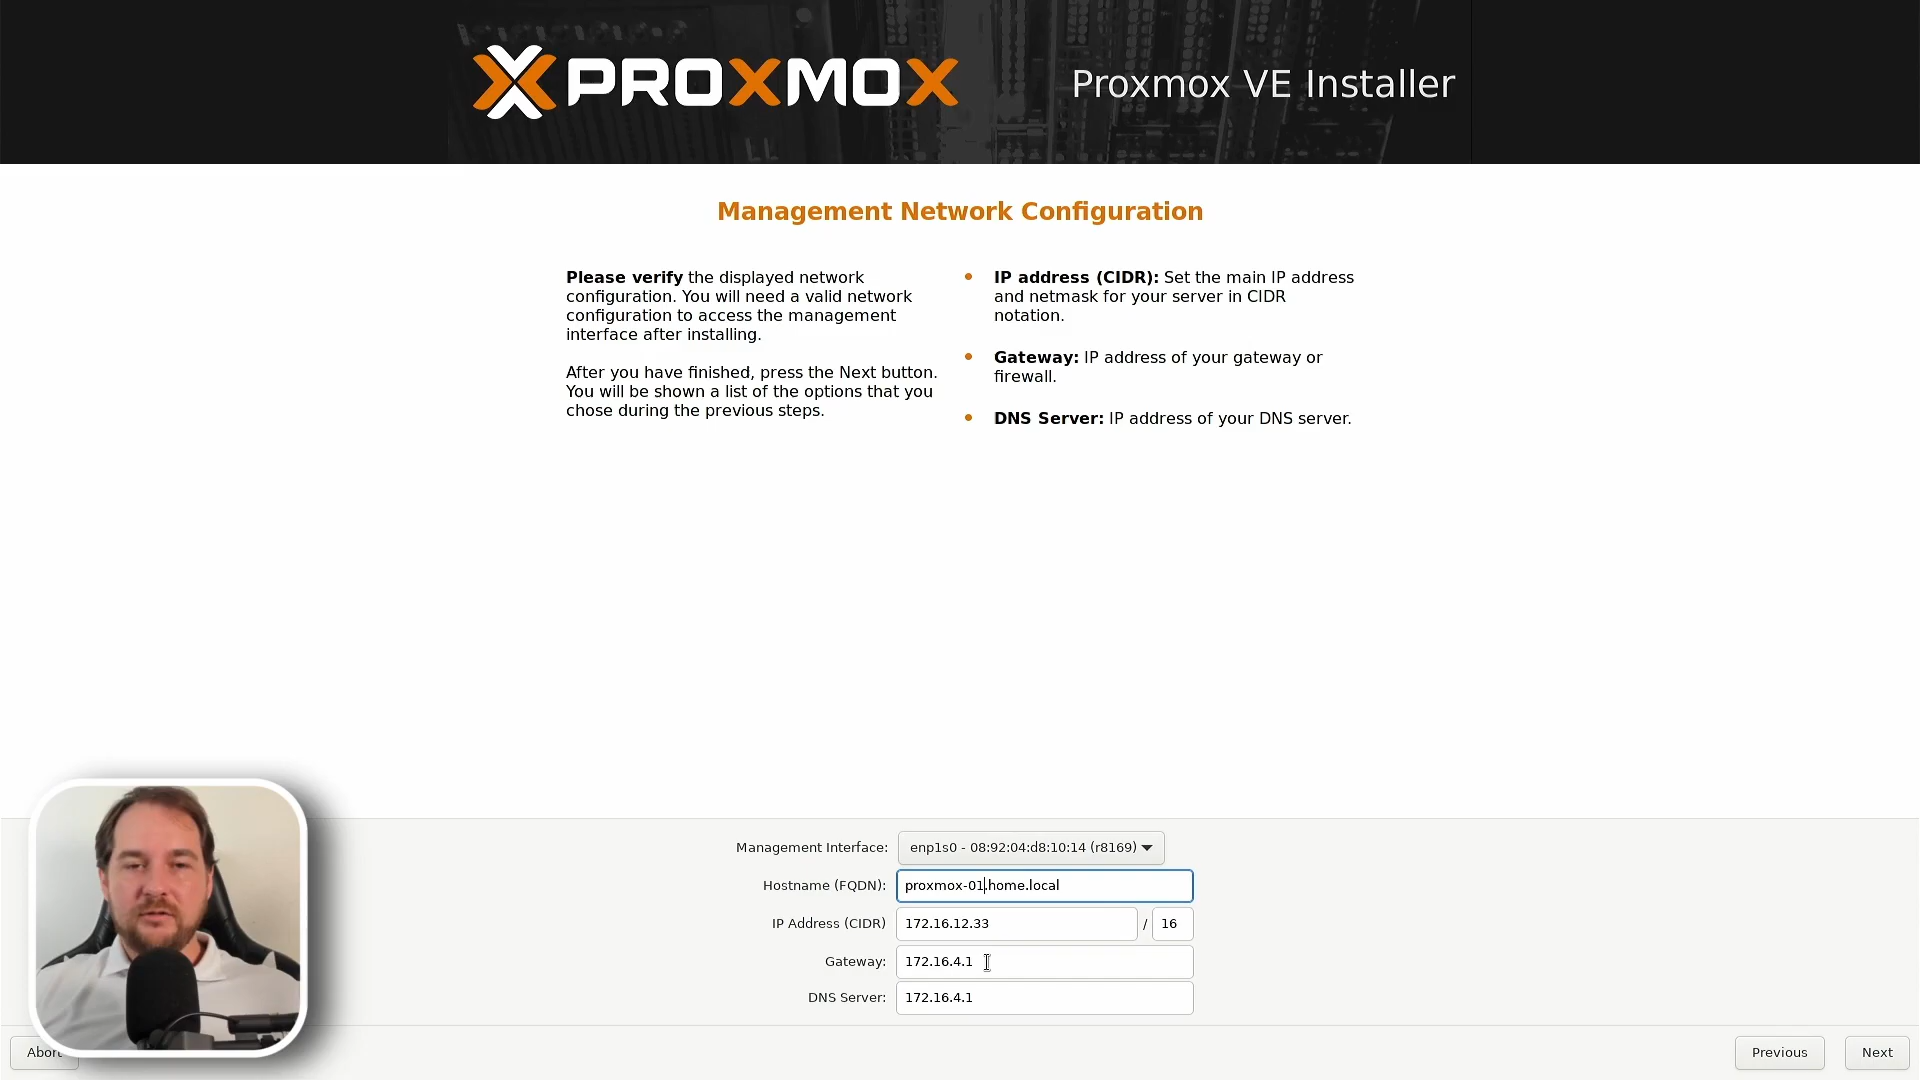 PROXMOX
Proxmox VE Installer
Management Network Configuration
Please verify the displayed network
configuration. You will need a valid network
configuration to access the management
interface after installing.
After you have finished, press the Next button.
You will be shown a list of the options that you
chose during the previous steps.
IP address (CIDR): Set the main IP address
and netmask for your server in CIDR
notation.
Gateway: IP address of your gateway or
firewall.
DNS Server: IP address of your DNS server.
Management Interface: enp1s0 - 08:92:04:d8:10:14 (r8169)
Hostname (FQDN): proxmox-01.home.local
IP Address (CIDR) 172.16.12.33 / 16
Gateway: 172.16.4.1
DNS Server: 172.16.4.1
Abort Previous Next